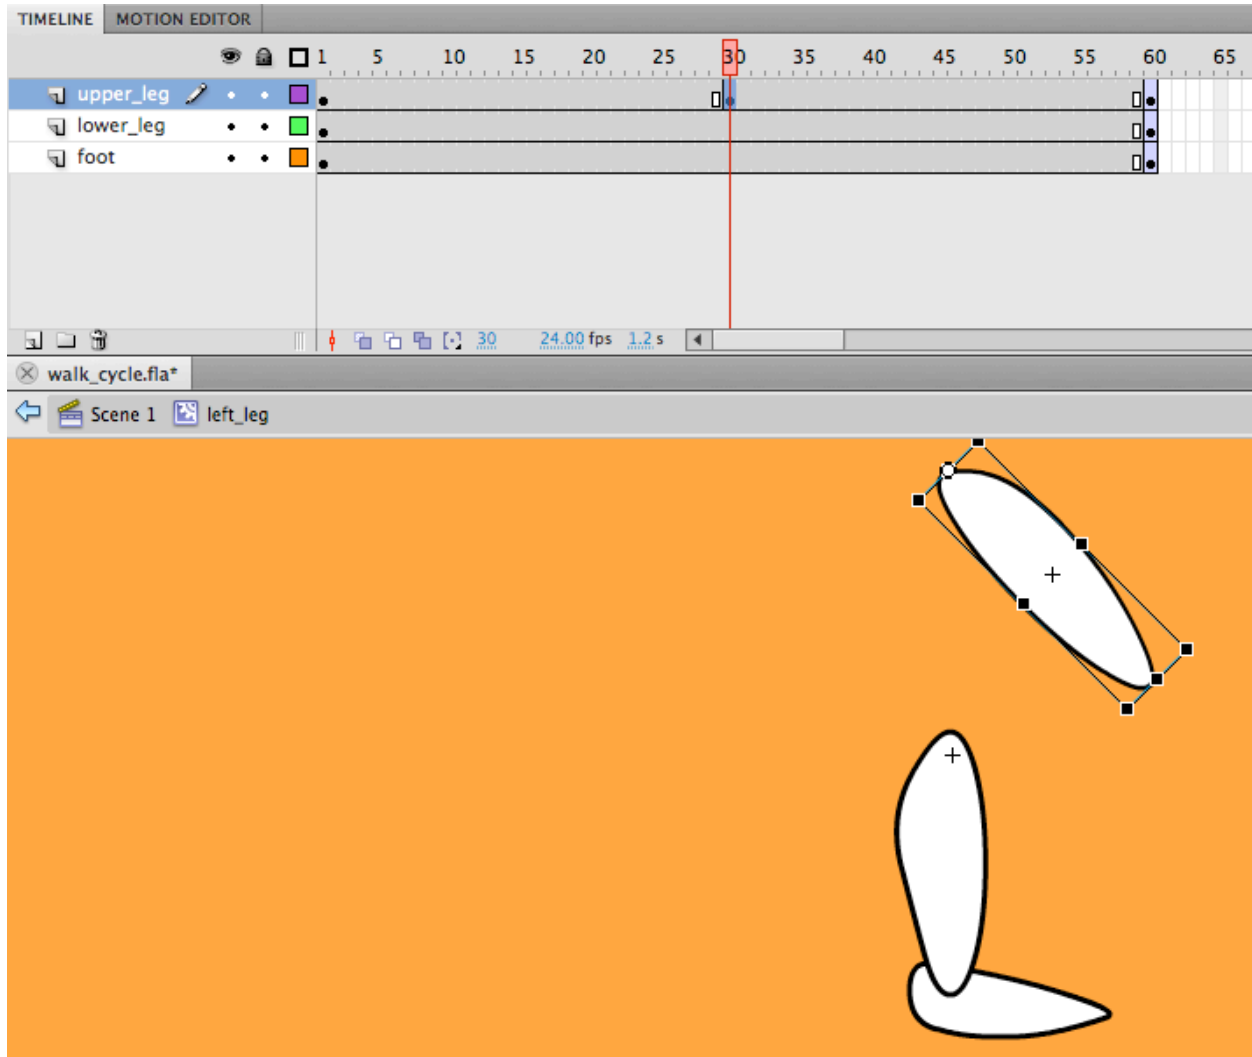 TIMELINE MOTION EDITOR
1 5 10 15 20 25 30 35 40 45 50 55 60 65
upper_leg
lower_leg
foot
30 24.00 fps 1.2 s
walk_cycle.fla*
Scene 1 left_leg